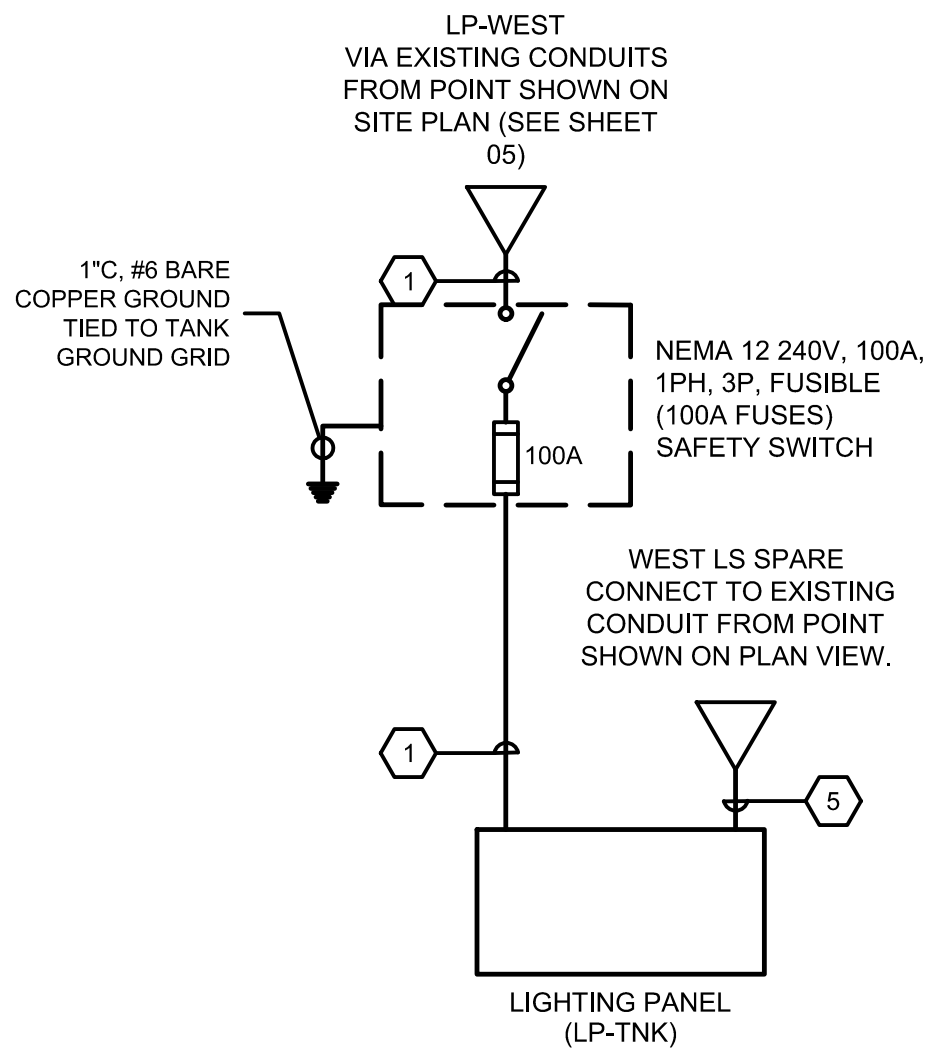 LP-WEST
VIA EXISTING CONDUITS
FROM POINT SHOWN ON
SITE PLAN (SEE SHEET
05)
1"C, #6 BARE
COPPER GROUND
TIED TO TANK
GROUND GRID
1
NEMA 12 240V, 100A,
1PH, 3P, FUSIBLE
(100A FUSES)
SAFETY SWITCH
100A
WEST LS SPARE
CONNECT TO EXISTING
CONDUIT FROM POINT
SHOWN ON PLAN VIEW.
1
5
LIGHTING PANEL
(LP-TNK)